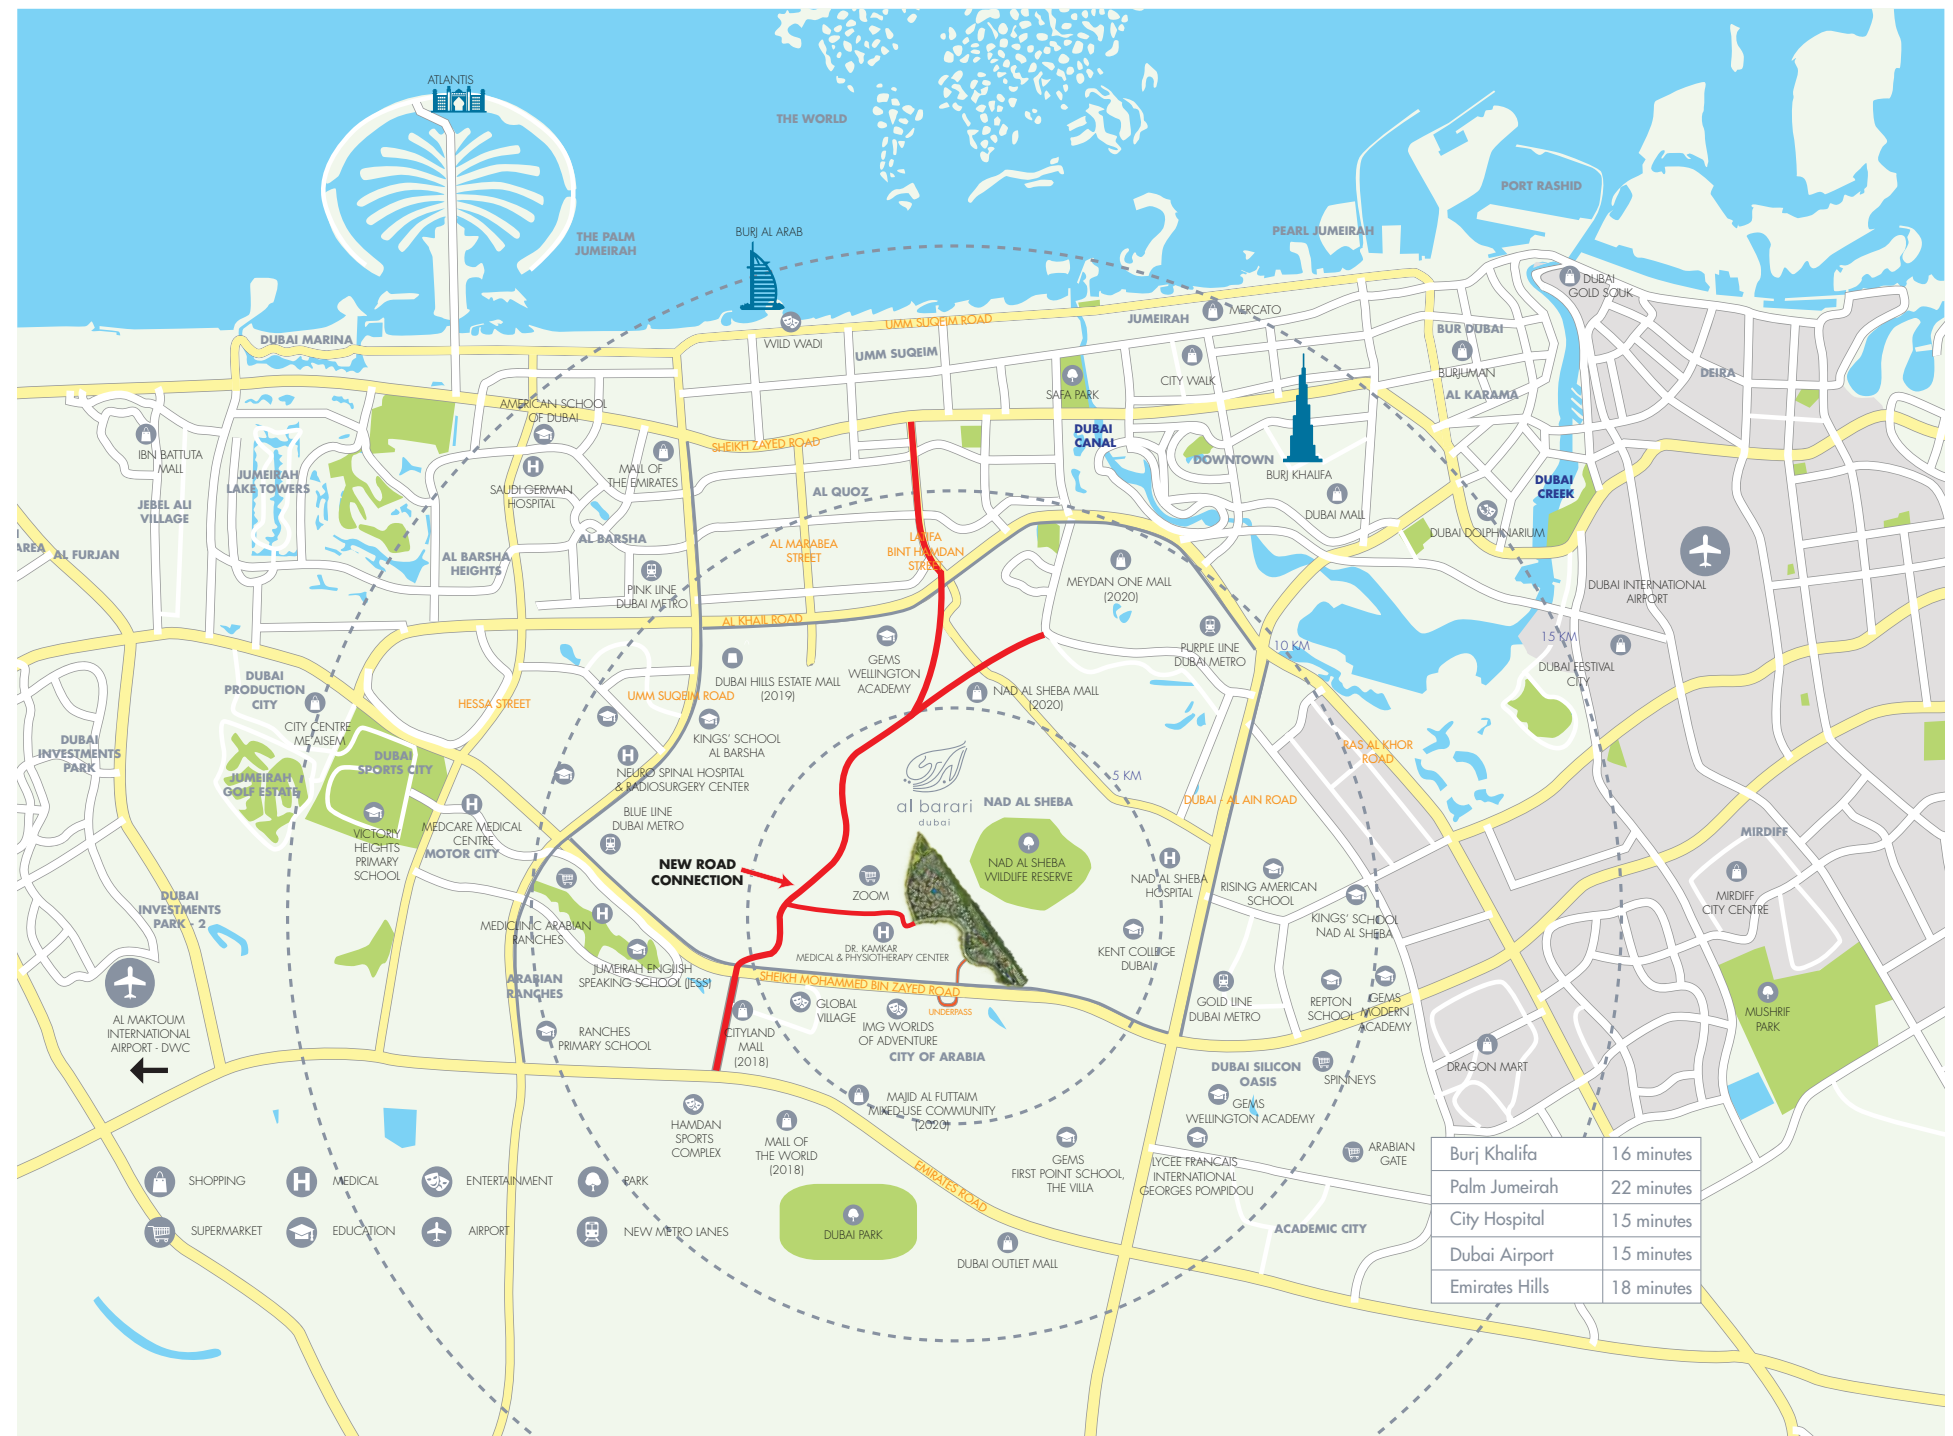 ATLANTIS
THE WORLD
PORT RASHID
BURJ AL ARAB
THE PALM
JUMEIRAH
PEARL JUMEIRAH
DUBAI
GOLD SOUK
MERCATO
JUMEIRAH
UMM SUQEIM ROAD
DUBAI MARINA
WILD WADI
UMM SUQEIM
BUR DUBAI
BURJUMAN
DEIRA
CITY WALK
SAFA PARK
AL KARAMA
AMERICAN SCHOOL
OF DUBAI
DUBAI
CANAL
SHEIKH ZAYED ROAD
IBN BATTUTA
MALL
MALL OF
THE EMIRATES
DOWNTOWN
BURJ KHALIFA
JUMEIRAH
LAKE TOWERS
SAUDI GERMAN
HOSPITAL
AL QUOZ
DUBAI
CREEK
JEBEL ALI
VILLAGE
DUBAI MALL
DUBAI DOLPHINARIUM
AL BARSHA
AL MARABEA
STREET
LATIFA
BINT HAMDAN
STREET
AREA
AL FURJAN
AL BARSHA
HEIGHTS
MEYDAN ONE MALL
(2020)
DUBAI INTERNATIONAL
AIRPORT
PINK LINE
DUBAI METRO
AL KHAIL ROAD
15 KM
10 KM
PURPLE LINE
DUBAI METRO
GEMS
WELLINGTON
ACADEMY
DUBAI FESTIVAL
CITY
DUBAI
PRODUCTION
CITY
DUBAI HILLS ESTATE MALL
(2019)
NAD AL SHEBA MALL
(2020)
HESSA STREET
UMM SUQEIM ROAD
CITY CENTRE
ME'AISEM
KINGS' SCHOOL
AL BARSHA
DUBAI
INVESTMENTS
PARK
DUBAI
SPORTS CITY
RAS AL KHOR
ROAD
JUMEIRAH
GOLF ESTATE
NEURO SPINAL HOSPITAL
& RADIOSURGERY CENTER
5 KM
al barari
dubai
NAD AL SHEBA
DUBAI - AL AIN ROAD
BLUE LINE
DUBAI METRO
VICTORIY
HEIGHTS
PRIMARY
SCHOOL
MEDCARE MEDICAL
CENTRE
MOTOR CITY
MIRDIFF
NEW ROAD
CONNECTION
NAD AL SHEBA
WILDLIFE RESERVE
ZOOM
NAD AL SHEBA
HOSPITAL
RISING AMERICAN
SCHOOL
MIRDIFF
CITY CENTRE
DUBAI
INVESTMENTS
PARK - 2
KINGS' SCHOOL
NAD AL SHEBA
MEDICLINIC ARABIAN
RANCHES
DR. KAMKAR
MEDICAL & PHYSIOTHERAPY CENTER
KENT COLLEGE
DUBAI
JUMEIRAH ENGLISH
SPEAKING SCHOOL (JESS)
ARABIAN
RANCHES
SHEIKH MOHAMMED BIN ZAYED ROAD
UNDERPASS
GLOBAL
VILLAGE
GOLD LINE
DUBAI METRO
REPTON
SCHOOL
GEMS
MODERN
ACADEMY
MUSHRIF
PARK
AL MAKTOUM
INTERNATIONAL
AIRPORT - DWC
RANCHES
PRIMARY SCHOOL
CITYLAND
MALL
(2018)
IMG WORLDS
OF ADVENTURE
CITY OF ARABIA
DRAGON MART
DUBAI SILICON
OASIS
SPINNEYS
GEMS
WELLINGTON ACADEMY
MAJID AL FUTTAIM
MIXED-USE COMMUNITY
(2020)
HAMDAN
SPORTS
COMPLEX
MALL OF
THE WORLD
(2018)
GEMS
FIRST POINT SCHOOL,
THE VILLA
LYCEE FRANCAIS
INTERNATIONAL
GEORGES POMPIDOU
ARABIAN
GATE
EMIRATES ROAD
ACADEMIC CITY
DUBAI PARK
DUBAI OUTLET MALL
SHOPPING
H MEDICAL
ENTERTAINMENT
PARK
SUPERMARKET
EDUCATION
AIRPORT
NEW METRO LANES
Burj Khalifa 16 minutes
Palm Jumeirah 22 minutes
City Hospital 15 minutes
Dubai Airport 15 minutes
Emirates Hills 18 minutes